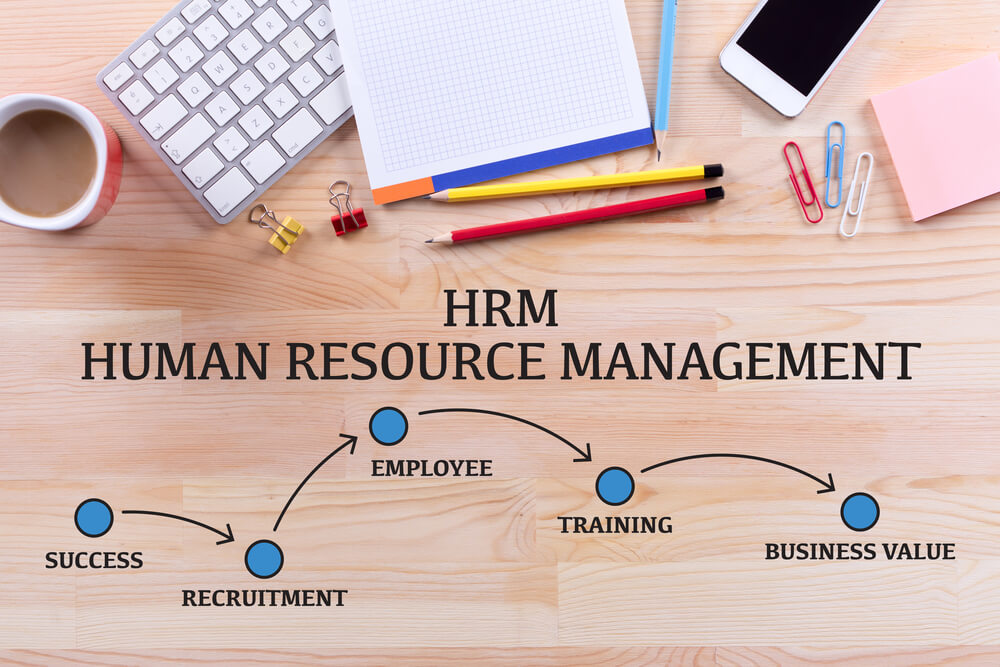 HRM
HUMAN RESOURCE MANAGEMENT
SUCCESS
RECRUITMENT
EMPLOYEE
TRAINING
BUSINESS VALUE